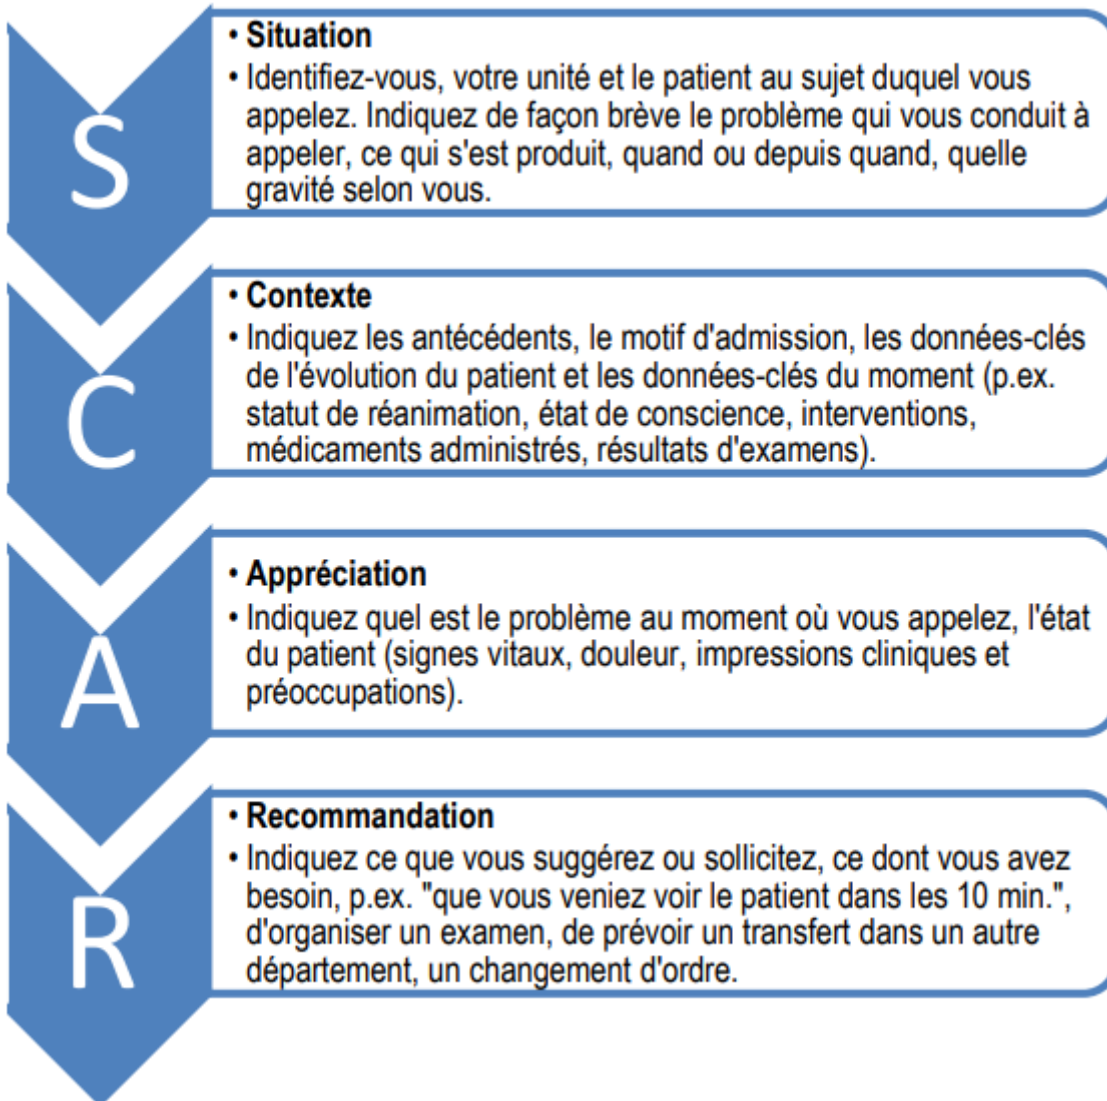 S
• Situation
• Identifiez-vous, votre unité et le patient au sujet duquel vous
appelez. Indiquez de façon brève le problème qui vous conduit à
appeler, ce qui s'est produit, quand ou depuis quand, quelle
gravité selon vous.
C
• Contexte
• Indiquez les antécédents, le motif d'admission, les données-clés
de l'évolution du patient et les données-clés du moment (p.ex.
statut de réanimation, état de conscience, interventions,
médicaments administrés, résultats d'examens).
A
• Appréciation
• Indiquez quel est le problème au moment où vous appelez, l'état
du patient (signes vitaux, douleur, impressions cliniques et
préoccupations).
R
• Recommandation
• Indiquez ce que vous suggérez ou sollicitez, ce dont vous avez
besoin, p.ex. "que vous veniez voir le patient dans les 10 min.",
d'organiser un examen, de prévoir un transfert dans un autre
département, un changement d'ordre.